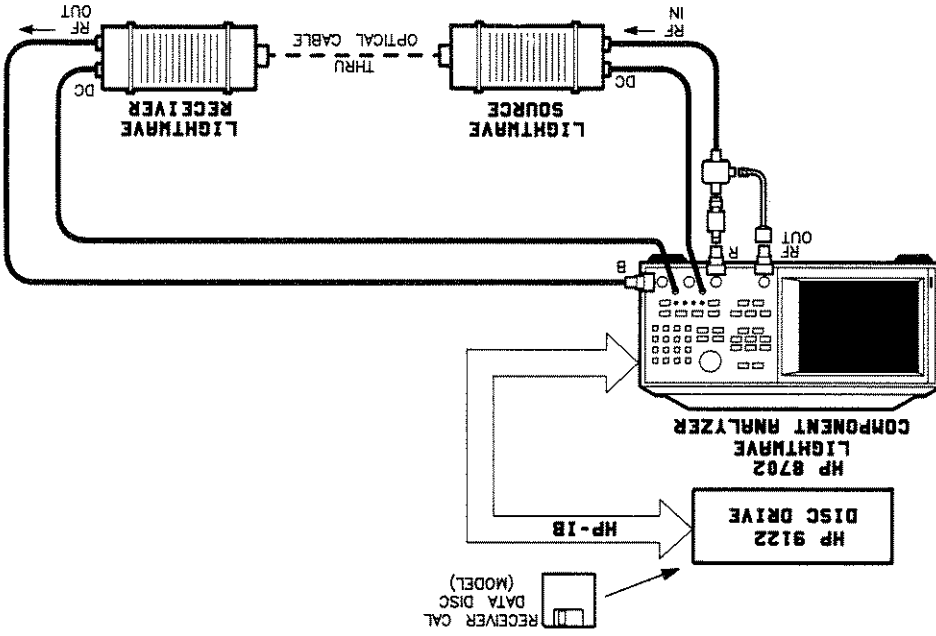 RECEIVER CAL
DATA DISC
(MODEL)
HP 9122
DISC DRIVE
HP-IB
HP 8702
LIGHTWAVE
COMPONENT ANALYZER
RF
OUT
R
B
LIGHTWAVE
SOURCE
LIGHTWAVE
RECEIVER
DC
DC
THRU
OPTICAL CABLE
RF
IN
RF
OUT